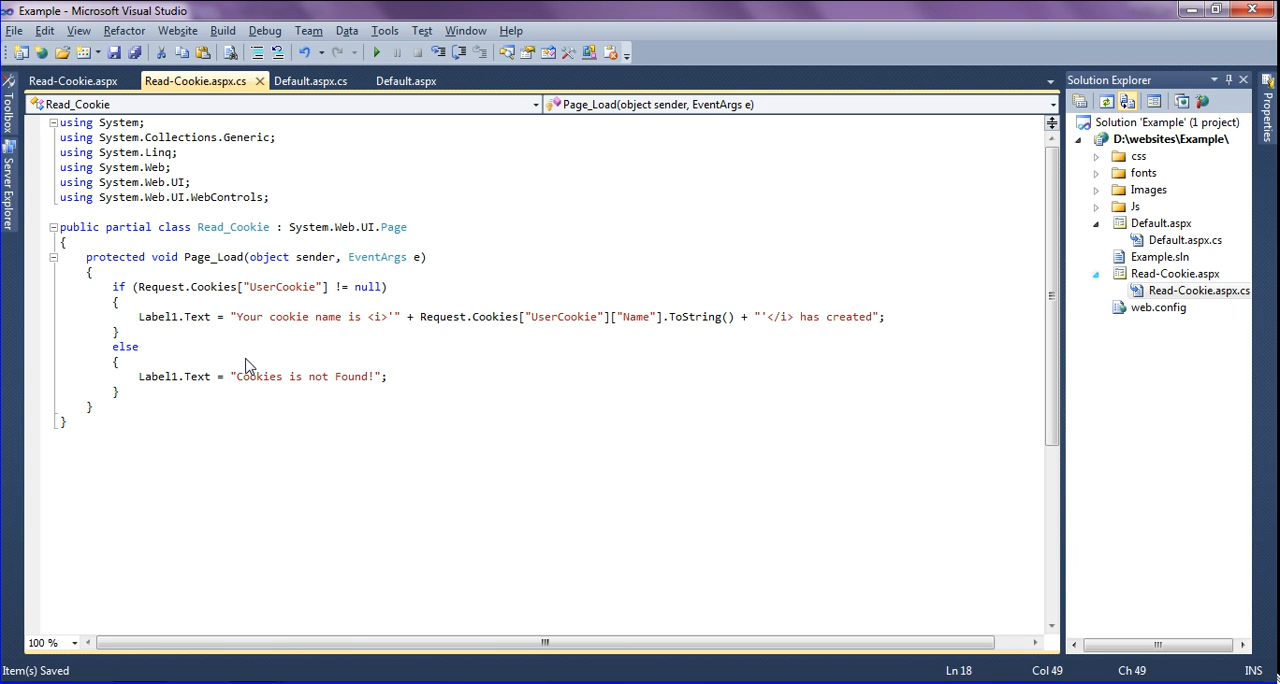 Example - Microsoft Visual Studio
File Edit View Refactor Website Build Debug Team Data Tools Test Window Help
Read-Cookie.aspx Read-Cookie.aspx.cs Default.aspx.cs Default.aspx
Read_Cookie
Page_Load(object sender, EventArgs e)
using System;
using System.Collections.Generic;
using System.Linq;
using System.Web;
using System.Web.UI;
using System.Web.UI.WebControls;
public partial class Read_Cookie : System.Web.UI.Page
{
protected void Page_Load(object sender, EventArgs e)
{
if (Request.Cookies["UserCookie"] != null)
{
Label1.Text = "Your cookie name is <i>'" + Request.Cookies["UserCookie"]["Name"].ToString() + "'</i> has created";
}
else
{
Label1.Text = "Cookies is not Found!";
}
}
}
100 %
Toolbox
Server Explorer
Solution Explorer
Solution 'Example' (1 project)
D:\websites\Example\
css
fonts
Images
Js
Default.aspx
Default.aspx.cs
Example.sln
Read-Cookie.aspx
Read-Cookie.aspx.cs
web.config
Properties
Item(s) Saved
Ln 18 Col 49 Ch 49 INS